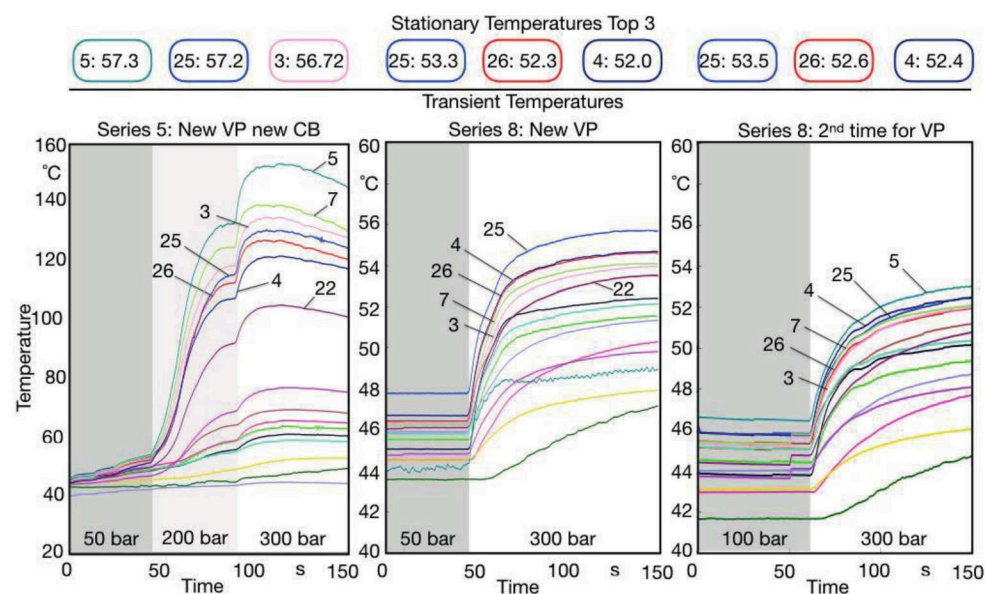 Stationary Temperatures Top 3
5: 57.3 25: 57.2 3: 56.72 25: 53.3 26: 52.3 4: 52.0 25: 53.5 26: 52.6 4: 52.4
Transient Temperatures
Series 5: New VP new CB
160
°C
140
120
100
80
60
40
20
Temperature
5
7
3
25
26
4
22
50 bar 200 bar 300 bar
0 50 100 s 150
Time
Series 8: New VP
60
°C
56
54
52
50
48
46
44
42
40
25
4
26
22
7
3
50 bar 300 bar
0 50 100 s 150
Time
Series 8: 2nd time for VP
60
°C
56
54
52
50
48
46
44
42
40
5
25
4
7
26
3
100 bar 300 bar
0 50 100 s 150
Time